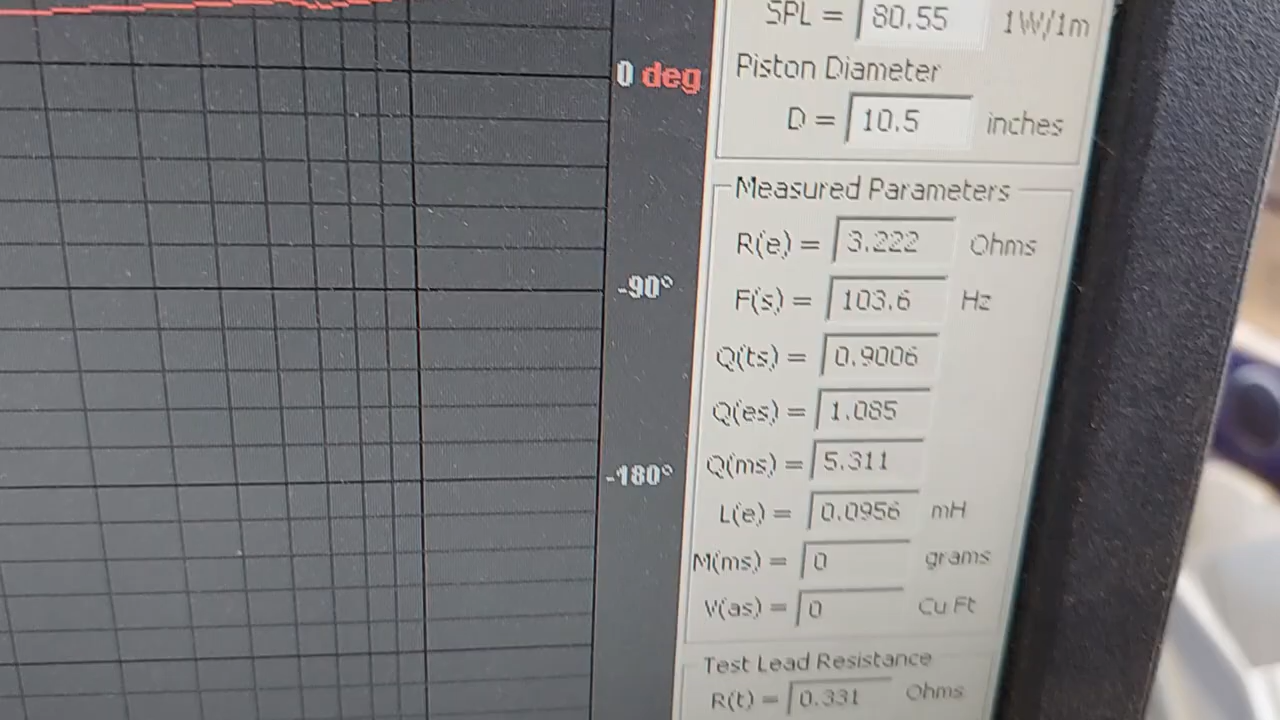 SPL = 80.55 1W/1m
0 deg
Piston Diameter
D = 10.5 inches
Measured Parameters
R(e) = 3.222 Ohms
-90°
F(s) = 103.6 Hz
Q(ts) = 0.9006
Q(es) = 1.085
-180°
Q(ms) = 5.311
L(e) = 0.0956 mH
M(ms) = 0 grams
V(as) = 0 Cu Ft
Test Lead Resistance
R(t) = 0.331 Ohms